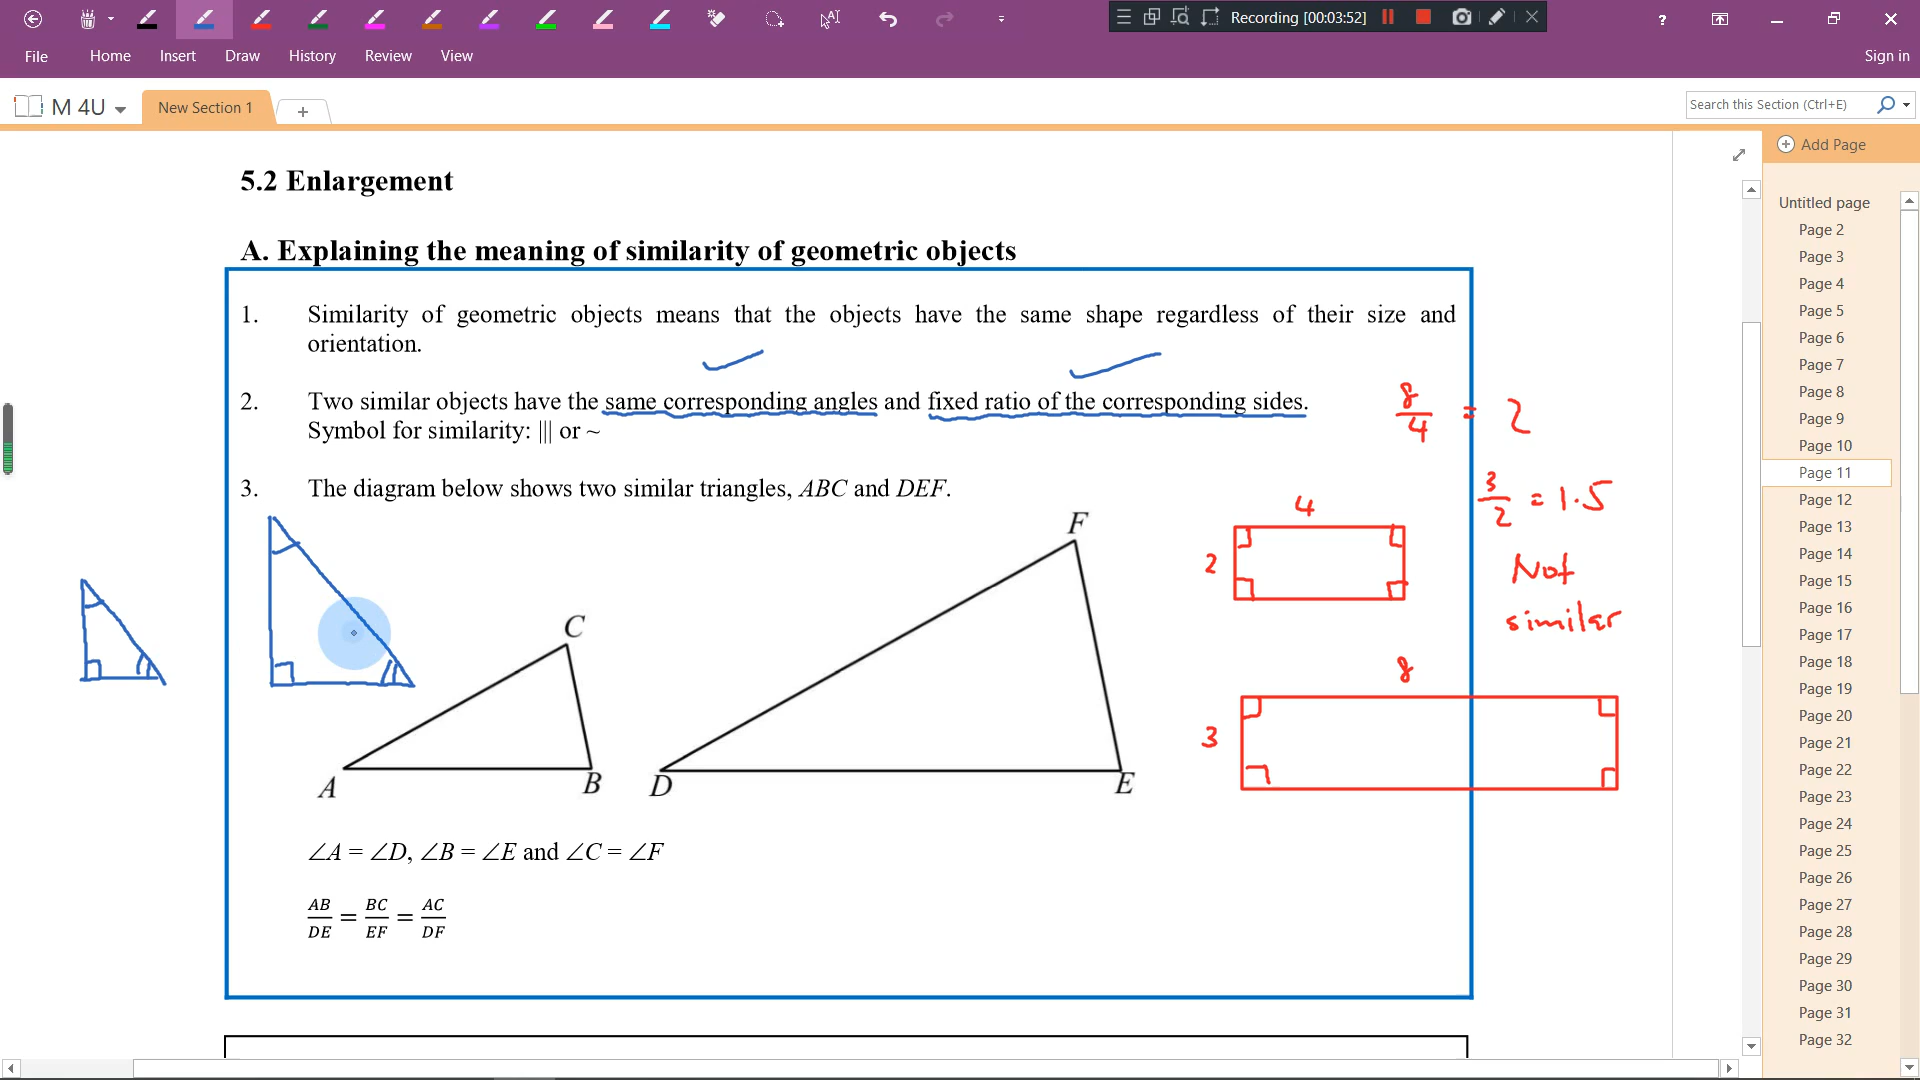 Recording [00:03:52]
?
File
Home
Insert
Draw
History
Review
View
Sign in
M 4U
New Section 1
+
Search this Section (Ctrl+E)
Add Page
5.2 Enlargement
A. Explaining the meaning of similarity of geometric objects
1. Similarity of geometric objects means that the objects have the same shape regardless of their size and
orientation.
2. Two similar objects have the same corresponding angles and fixed ratio of the corresponding sides.
Symbol for similarity: ||| or ~
3. The diagram below shows two similar triangles, ABC and DEF.
8/4 = 2
3/2 = 1.5
Not
similar
4
2
8
3
F
C
A
B
D
E
∠A = ∠D, ∠B = ∠E and ∠C = ∠F
AB/DE = BC/EF = AC/DF
Untitled page
Page 2
Page 3
Page 4
Page 5
Page 6
Page 7
Page 8
Page 9
Page 10
Page 11
Page 12
Page 13
Page 14
Page 15
Page 16
Page 17
Page 18
Page 19
Page 20
Page 21
Page 22
Page 23
Page 24
Page 25
Page 26
Page 27
Page 28
Page 29
Page 30
Page 31
Page 32